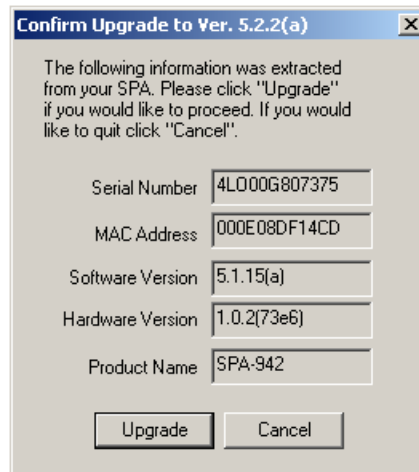 Confirm Upgrade to Ver. 5.2.2(a)
The following information was extracted
from your SPA. Please click "Upgrade"
if you would like to proceed. If you would
like to quit click "Cancel".
Serial Number 4LO00G807375
MAC Address 000E08DF14CD
Software Version 5.1.15(a)
Hardware Version 1.0.2(73e6)
Product Name SPA-942
Upgrade Cancel